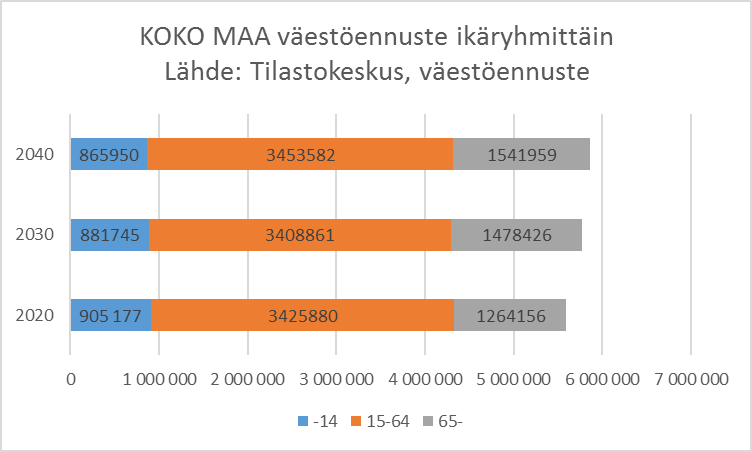 KOKO MAA väestöennuste ikäryhmittäin
Lähde: Tilastokeskus, väestöennuste
2040 865950 3453582 1541959
2030 881745 3408861 1478426
2020 905 177 3425880 1264156
0 1 000 000 2 000 000 3 000 000 4 000 000 5 000 000 6 000 000 7 000 000
-14 15-64 65-